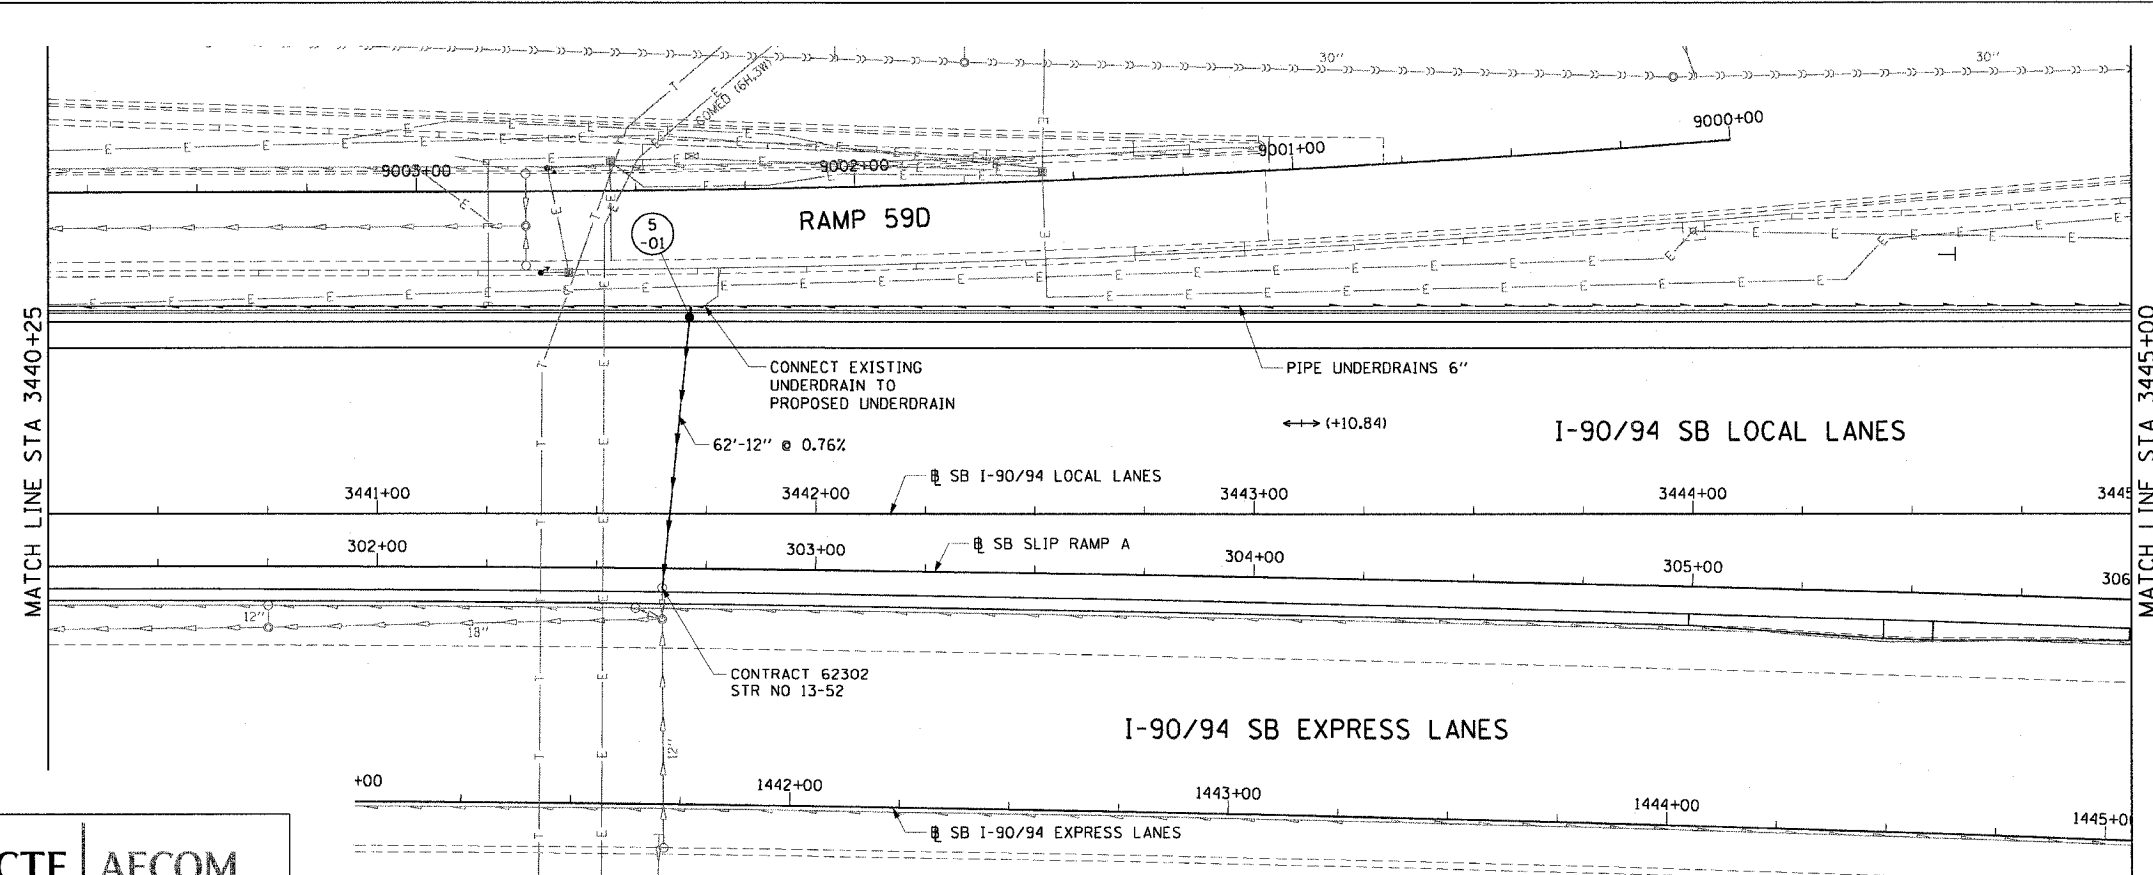 30''
30''
COMED (6H,3W)
9000+00
9001+00
9002+00
9003+00
RAMP 59D
5
-01
MATCH LINE STA 3440+25
MATCH LINE STA 3445+00
CONNECT EXISTING
UNDERDRAIN TO
PROPOSED UNDERDRAIN
PIPE UNDERDRAINS 6''
62'-12'' @ 0.76%
(+10.84)
I-90/94 SB LOCAL LANES
℄ SB I-90/94 LOCAL LANES
3441+00
3442+00
3443+00
3444+00
3445
302+00
303+00
304+00
305+00
306
℄ SB SLIP RAMP A
12''
18''
CONTRACT 62302
STR NO 13-52
12''
I-90/94 SB EXPRESS LANES
+00
1442+00
1443+00
1444+00
1445+0
℄ SB I-90/94 EXPRESS LANES
CTE | AECOM